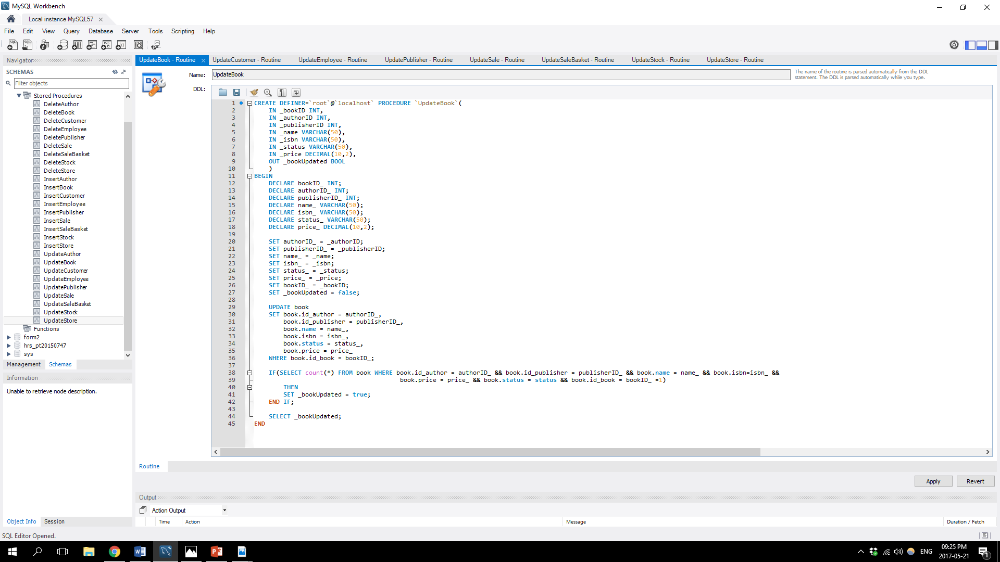 MySQL Workbench
Local instance MySQL57
File Edit View Query Database Server Tools Scripting Help
Navigator
SCHEMAS
Filter objects
Stored Procedures
DeleteAuthor
DeleteBook
DeleteCustomer
DeleteEmployee
DeletePublisher
DeleteSale
DeleteSaleBasket
DeleteStock
DeleteStore
InsertAuthor
InsertBook
InsertCustomer
InsertEmployee
InsertPublisher
InsertSale
InsertSaleBasket
InsertStock
InsertStore
UpdateAuthor
UpdateBook
UpdateCustomer
UpdateEmployee
UpdatePublisher
UpdateSale
UpdateSaleBasket
UpdateStock
UpdateStore
Functions
form2
hrs_pt20150747
sys
Management Schemas
Information
Unable to retrieve node description.
Object Info Session
UpdateBook - Routine UpdateCustomer - Routine UpdateEmployee - Routine UpdatePublisher - Routine UpdateSale - Routine UpdateSaleBasket - Routine UpdateStock - Routine UpdateStore - Routine
Name: UpdateBook
The name of the routine is parsed automatically from the DDL
statement. The DDL is parsed automatically while you type.
DDL:
1 CREATE DEFINER=`root`@`localhost` PROCEDURE `UpdateBook`(
2 IN _bookID INT,
3 IN _authorID INT,
4 IN _publisherID INT,
5 IN _name VARCHAR(50),
6 IN _isbn VARCHAR(50),
7 IN _status VARCHAR(50),
8 IN _price DECIMAL(10,2),
9 OUT _bookUpdated BOOL
10 )
11 BEGIN
12 DECLARE bookID_ INT;
13 DECLARE authorID_ INT;
14 DECLARE publisherID_ INT;
15 DECLARE name_ VARCHAR(50);
16 DECLARE isbn_ VARCHAR(50);
17 DECLARE status_ VARCHAR(50);
18 DECLARE price_ DECIMAL(10,2);
19
20 SET authorID_ = _authorID;
21 SET publisherID_ = _publisherID;
22 SET name_ = _name;
23 SET isbn_ = _isbn;
24 SET status_ = _status;
25 SET price_ = _price;
26 SET bookID_ = _bookID;
27 SET _bookUpdated = false;
28
29 UPDATE book
30 SET book.id_author = authorID_,
31 book.id_publisher = publisherID_,
32 book.name = name_,
33 book.isbn = isbn_,
34 book.status = status_,
35 book.price = price_
36 WHERE book.id_book = bookID_;
37
38 IF(SELECT count(*) FROM book WHERE book.id_author = authorID_ && book.id_publisher = publisherID_ && book.name = name_ && book.isbn=isbn_ &&
39 book.price = price_ && book.status = status && book.id_book = bookID_ =1)
40 THEN
41 SET _bookUpdated = true;
42 END IF;
43
44 SELECT _bookUpdated;
45 END
Routine
Apply Revert
Output
Action Output
Time Action Message Duration / Fetch
SQL Editor Opened.
ENG
09:25 PM
2017-05-21
1